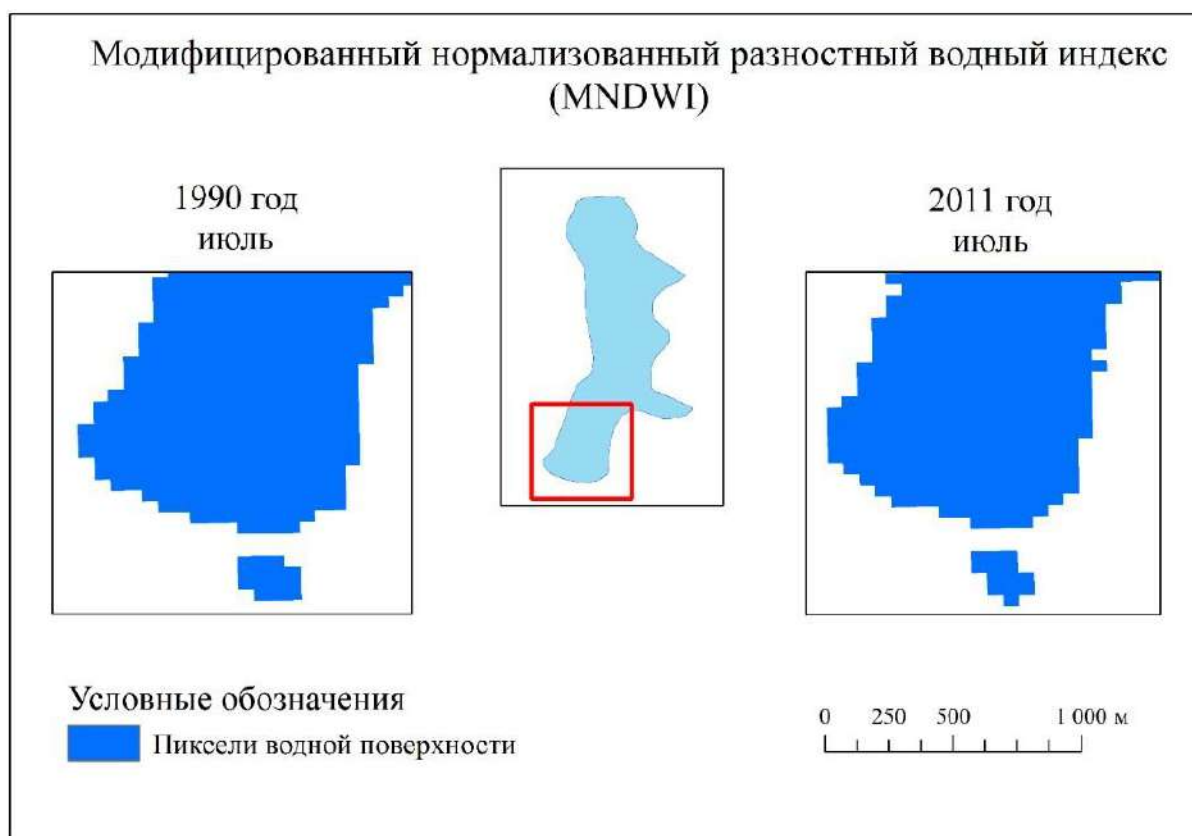 Модифицированный нормализованный разностный водный индекс
(MNDWI)
1990 год
июль
2011 год
июль
Условные обозначения
Пиксели водной поверхности
0 250 500 1 000 м